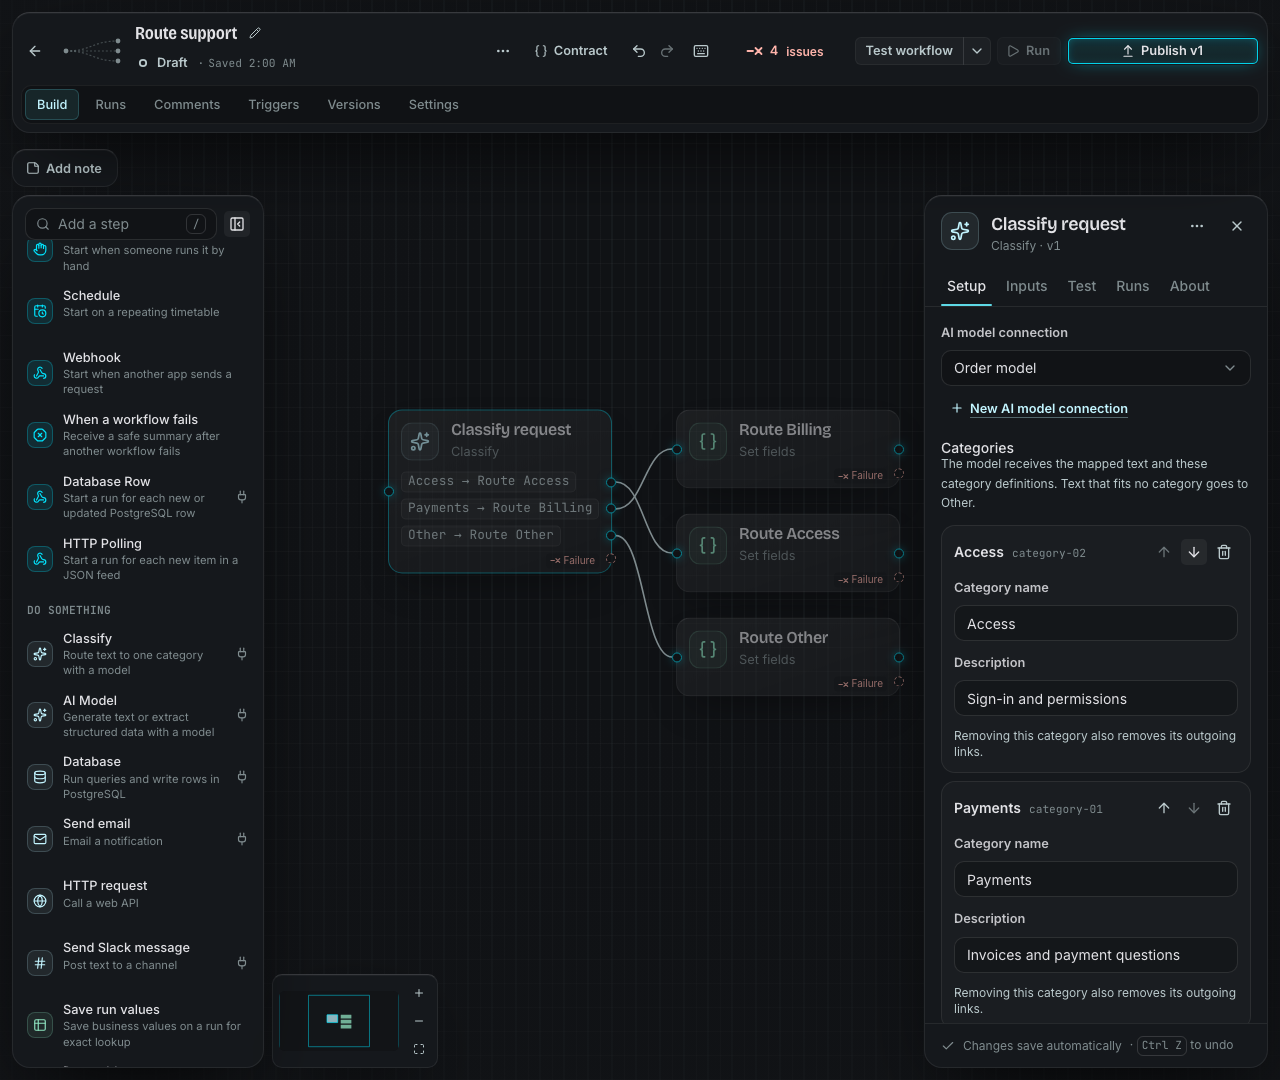 Route support
Draft · Saved 2:00 AM
{ } Contract
4 issues
Test workflow
Run
Publish v1
Build
Runs
Comments
Triggers
Versions
Settings
Add note
Add a step
/
Start when someone runs it by
hand
Schedule
Start on a repeating timetable
Webhook
Start when another app sends a
request
When a workflow fails
Receive a safe summary after
another workflow fails
Database Row
Start a run for each new or
updated PostgreSQL row
HTTP Polling
Start a run for each new item in a
JSON feed
DO SOMETHING
Classify
Route text to one category
with a model
AI Model
Generate text or extract
structured data with a model
Database
Run queries and write rows in
PostgreSQL
Send email
Email a notification
HTTP request
Call a web API
Send Slack message
Post text to a channel
Save run values
Save business values on a run for
exact lookup
Classify request
Classify
Access → Route Access
Payments → Route Billing
Other → Route Other
Failure
Route Billing
Set fields
Failure
Route Access
Set fields
Failure
Route Other
Set fields
Failure
Classify request
Classify · v1
Setup
Inputs
Test
Runs
About
AI model connection
Order model
New AI model connection
Categories
The model receives the mapped text and these
category definitions. Text that fits no category goes to
Other.
Access category-02
Category name
Access
Description
Sign-in and permissions
Removing this category also removes its outgoing
links.
Payments category-01
Category name
Payments
Description
Invoices and payment questions
Removing this category also removes its outgoing
links.
Changes save automatically · Ctrl Z to undo